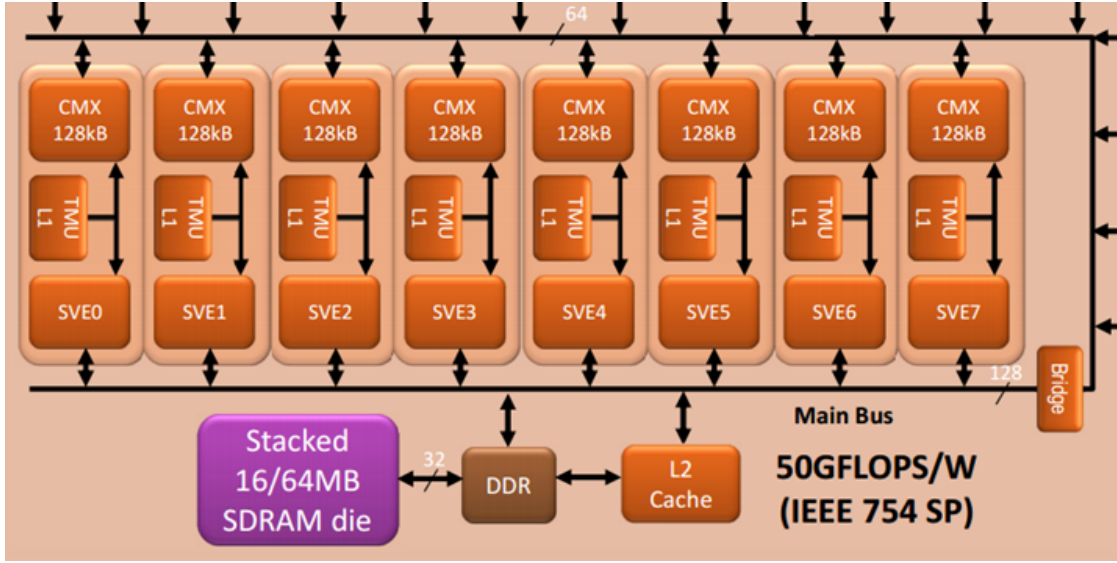 64
CMX
128kB
CMX
128kB
CMX
128kB
CMX
128kB
CMX
128kB
CMX
128kB
CMX
128kB
CMX
128kB
TMU
L1
TMU
L1
TMU
L1
TMU
L1
TMU
L1
TMU
L1
TMU
L1
TMU
L1
SVE0
SVE1
SVE2
SVE3
SVE4
SVE5
SVE6
SVE7
128
Bridge
Main Bus
Stacked
16/64MB
SDRAM die
32
DDR
L2
Cache
50GFLOPS/W
(IEEE 754 SP)